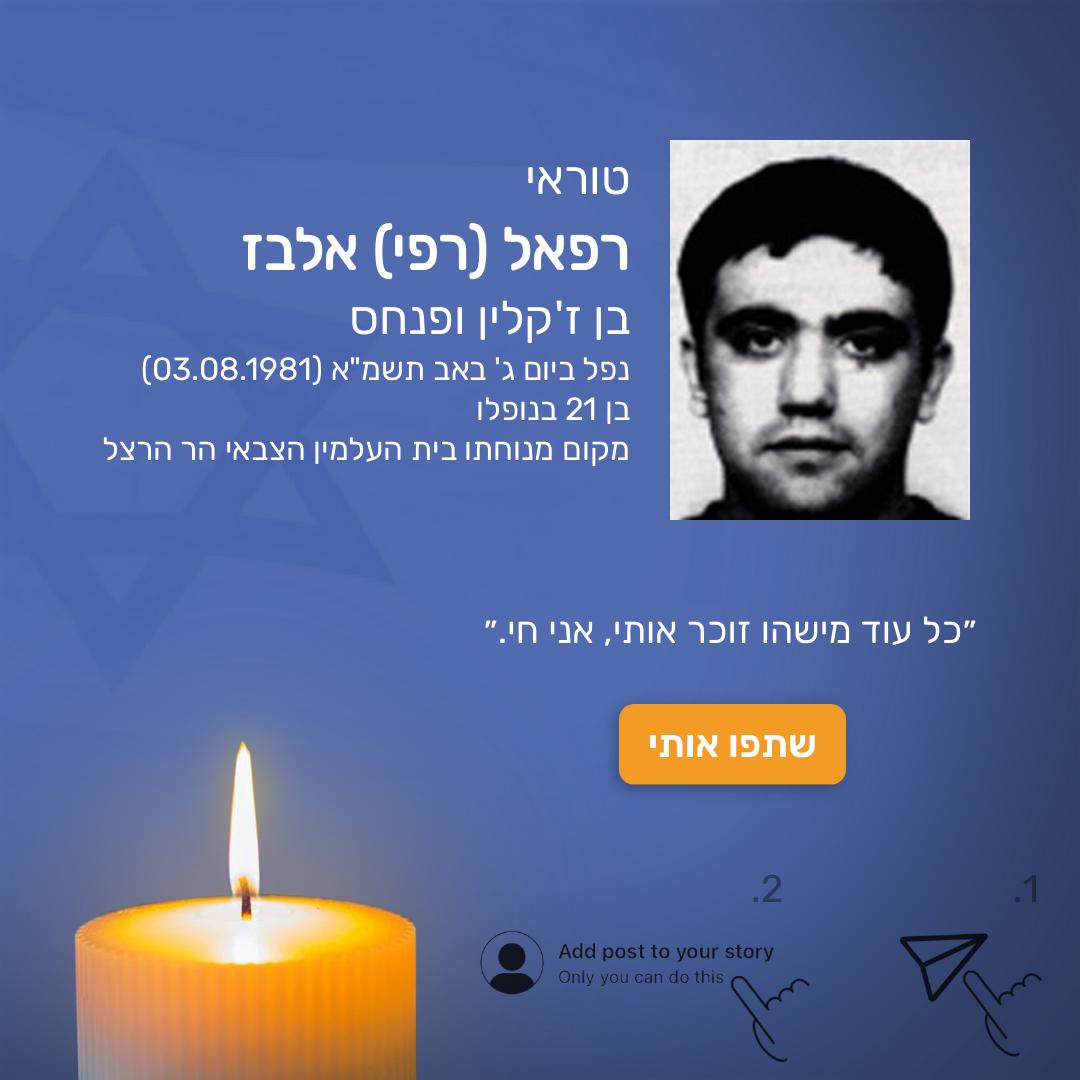 טוראי
רפאל (רפי) אלבז
בן ז'קלין ופנחס
נפל ביום ג' באב תשמ"א (03.08.1981)
בן 21 בנופלו
מקום מנוחתו בית העלמין הצבאי הר הרצל
״כל עוד מישהו זוכר אותי, אני חי.״
שתפו אותי
.1
.2
Add post to your story
Only you can do this